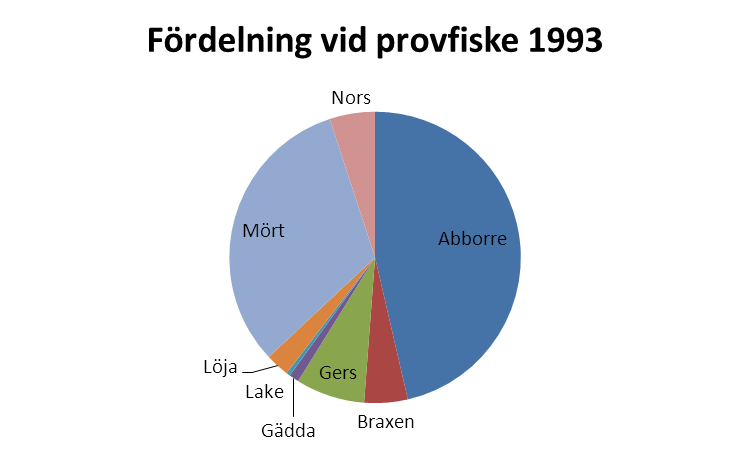 Fördelning vid provfiske 1993
Nors
Abborre
Mört
Löja
Gers
Lake
Braxen
Gädda